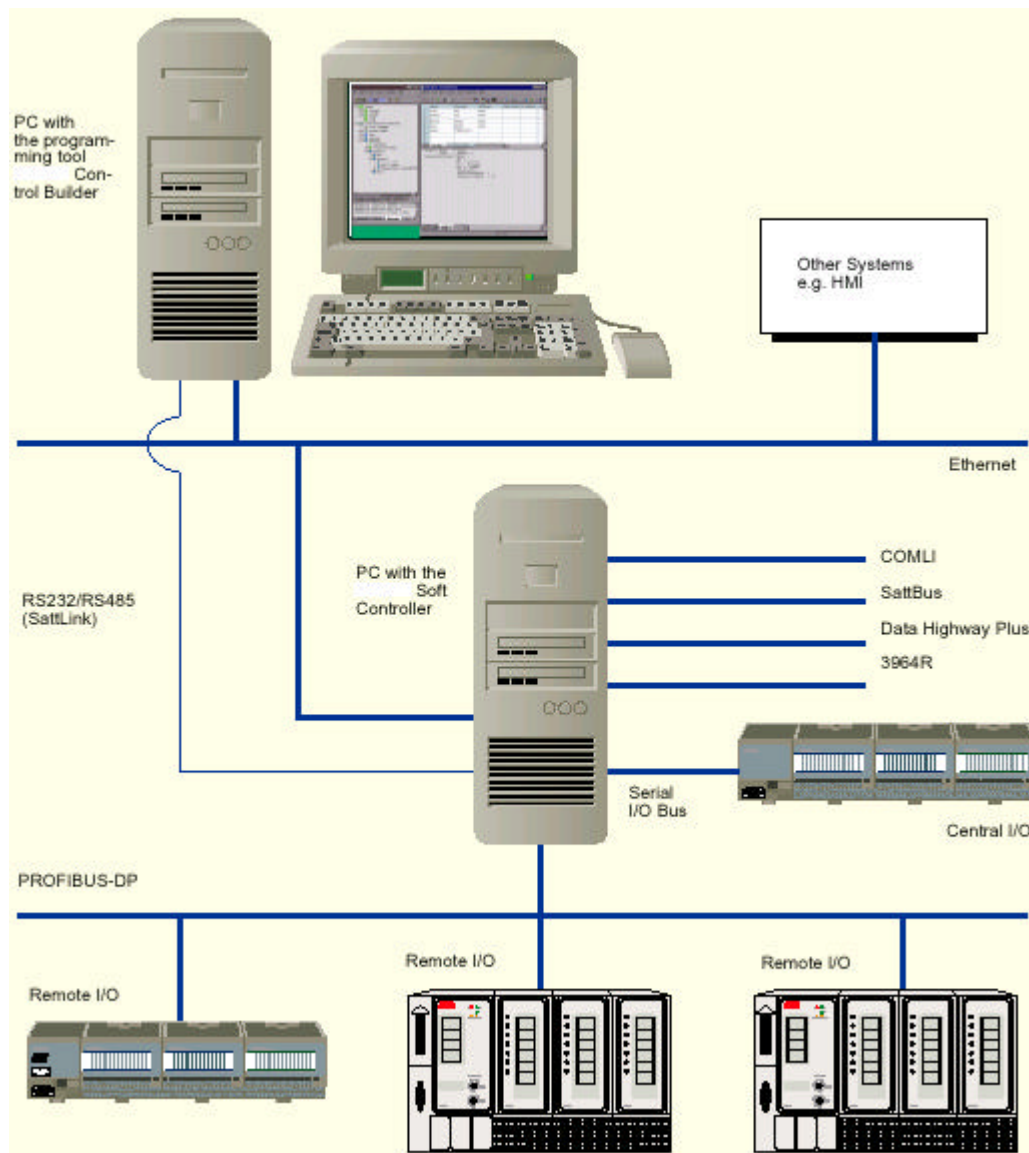 PC with
the program-
ming tool
Con-
trol Builder
Other Systems
e.g. HMI
Ethernet
PC with the
Soft
Controller
COMLI
SattBus
Data Highway Plus
3964R
RS232/RS485
(SattLink)
Serial
I/O Bus
Central I/O
PROFIBUS-DP
Remote I/O
Remote I/O
Remote I/O